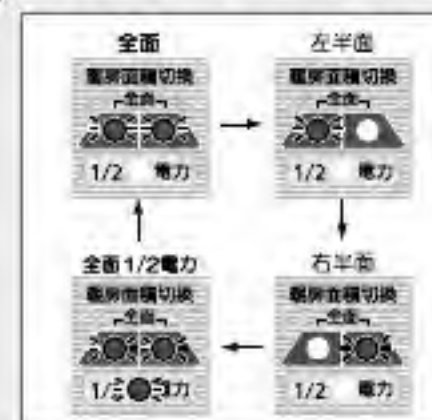 全面
暖房面積切換
全面
1/2 電力
左半面
暖房面積切換
全面
1/2 電力
全面1/2電力
暖房面積切換
全面
1/ 電力
右半面
暖房面積切換
全面
1/2 電力